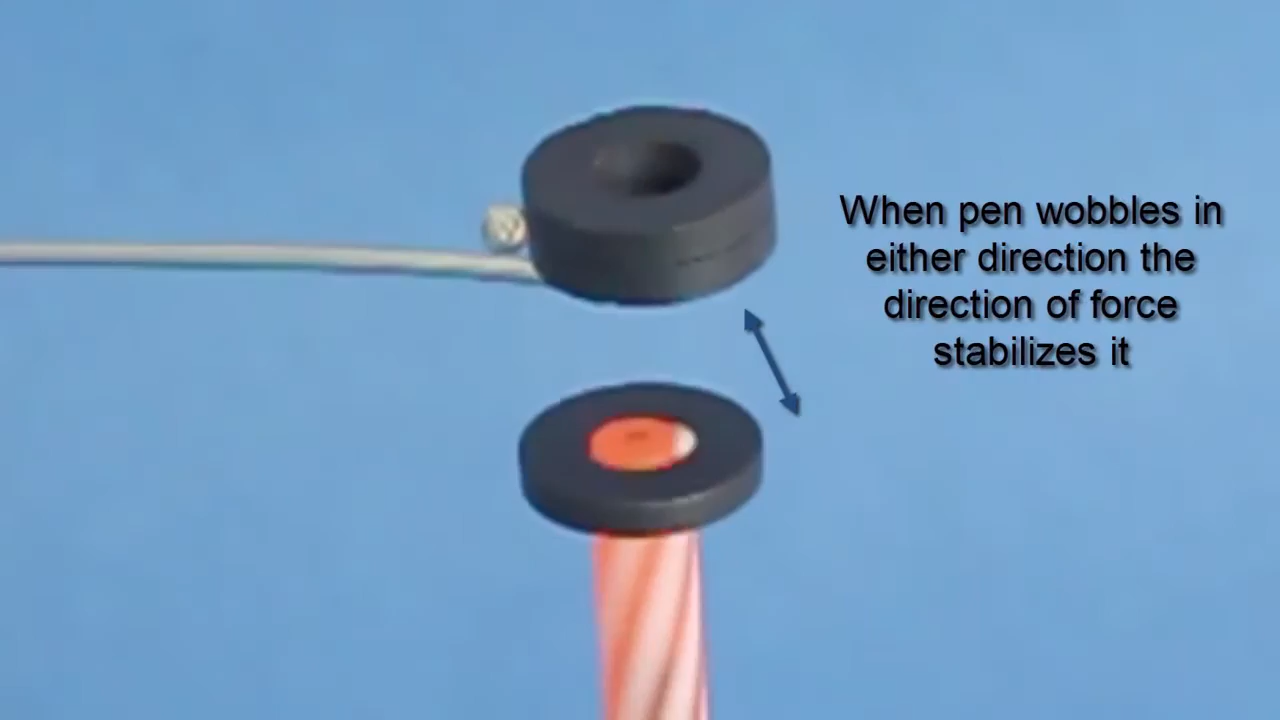 When pen wobbles in
either direction the
direction of force
stabilizes it